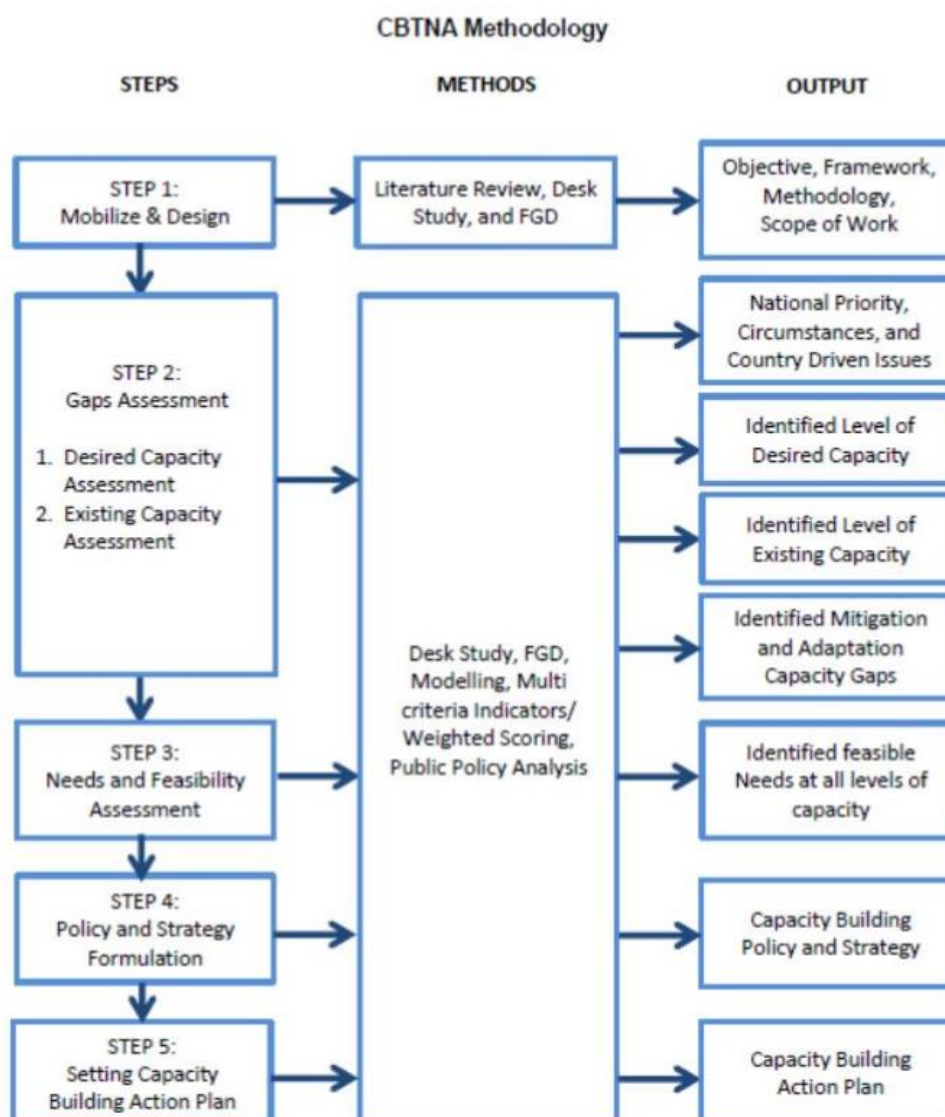 CBTNA Methodology
STEPS
METHODS
OUTPUT
STEP 1:
Mobilize & Design
Literature Review, Desk
Study, and FGD
Objective, Framework,
Methodology,
Scope of Work
STEP 2:
Gaps Assessment
1. Desired Capacity
Assessment
2. Existing Capacity
Assessment
Desk Study, FGD,
Modelling, Multi
criteria Indicators/
Weighted Scoring,
Public Policy Analysis
National Priority,
Circumstances, and
Country Driven Issues
Identified Level of
Desired Capacity
Identified Level of
Existing Capacity
Identified Mitigation
and Adaptation
Capacity Gaps
STEP 3:
Needs and Feasibility
Assessment
Identified feasible
Needs at all levels of
capacity
STEP 4:
Policy and Strategy
Formulation
Capacity Building
Policy and Strategy
STEP 5:
Setting Capacity
Building Action Plan
Capacity Building
Action Plan